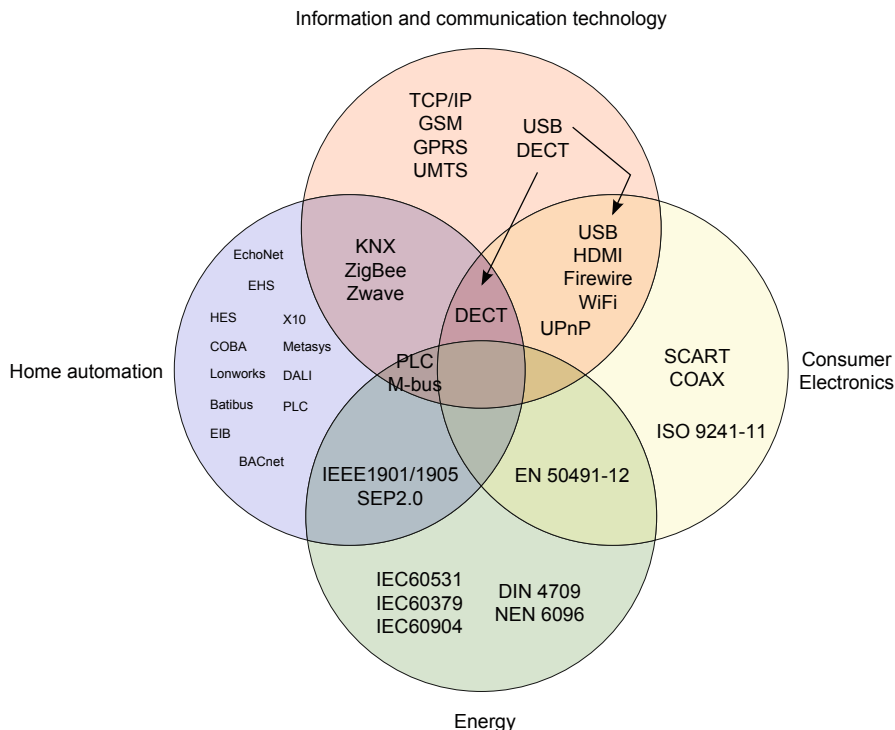 Information and communication technology
TCP/IP
GSM
GPRS
UMTS
USB
DECT
KNX
ZigBee
Zwave
USB
HDMI
Firewire
WiFi
UPnP
DECT
EchoNet
EHS
HES
X10
COBA
Metasys
Lonworks
DALI
Batibus
PLC
EIB
BACnet
Home automation
PLC
M-bus
SCART
COAX
ISO 9241-11
Consumer
Electronics
IEEE1901/1905
SEP2.0
EN 50491-12
IEC60531
IEC60379
IEC60904
DIN 4709
NEN 6096
Energy